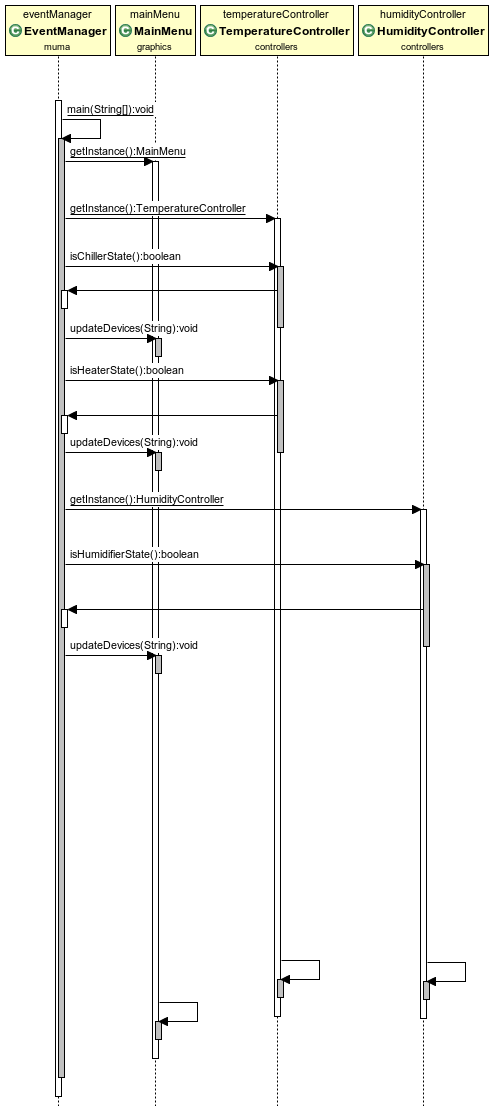 eventManager
C EventManager
muma
mainMenu
C MainMenu
graphics
temperatureController
C TemperatureController
controllers
humidityController
C HumidityController
controllers
main(String[]):void
getInstance():MainMenu
getInstance():TemperatureController
isChillerState():boolean
updateDevices(String):void
isHeaterState():boolean
updateDevices(String):void
getInstance():HumidityController
isHumidifierState():boolean
updateDevices(String):void